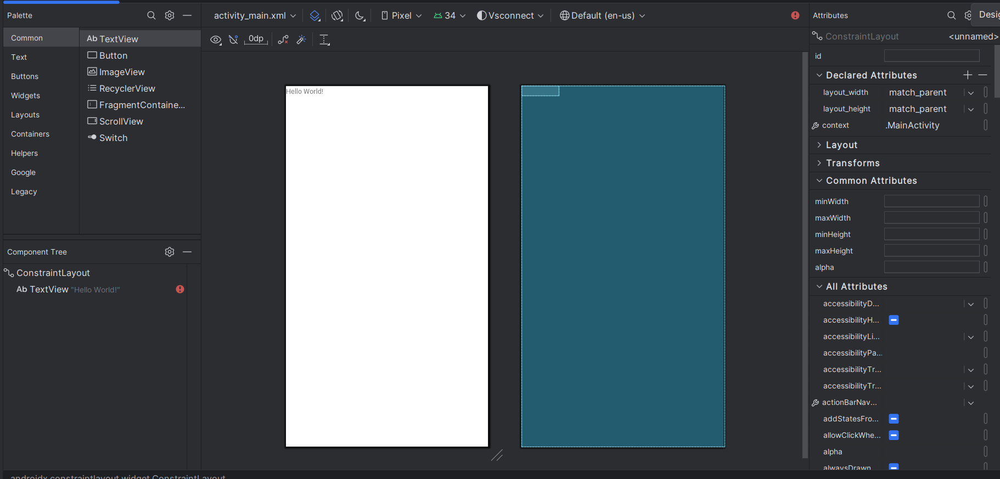 Palette
Common
Text
Buttons
Widgets
Layouts
Containers
Helpers
Google
Legacy
Ab TextView
Button
ImageView
RecyclerView
FragmentContaine...
ScrollView
Switch
Component Tree
ConstraintLayout
Ab TextView "Hello World!"
activity_main.xml
Pixel
34
Vsconnect
Default (en-us)
0dp
Hello World!
Attributes
Desig
ConstraintLayout <unnamed>
id
Declared Attributes
layout_width match_parent
layout_height match_parent
context .MainActivity
Layout
Transforms
Common Attributes
minWidth
maxWidth
minHeight
maxHeight
alpha
All Attributes
accessibilityD...
accessibilityH...
accessibilityLi...
accessibilityPa...
accessibilityTr...
accessibilityTr...
actionBarNav...
addStatesFro...
allowClickWhe...
alpha
alwaysDrawn
androidx.constraintlayout.widget.ConstraintLayout